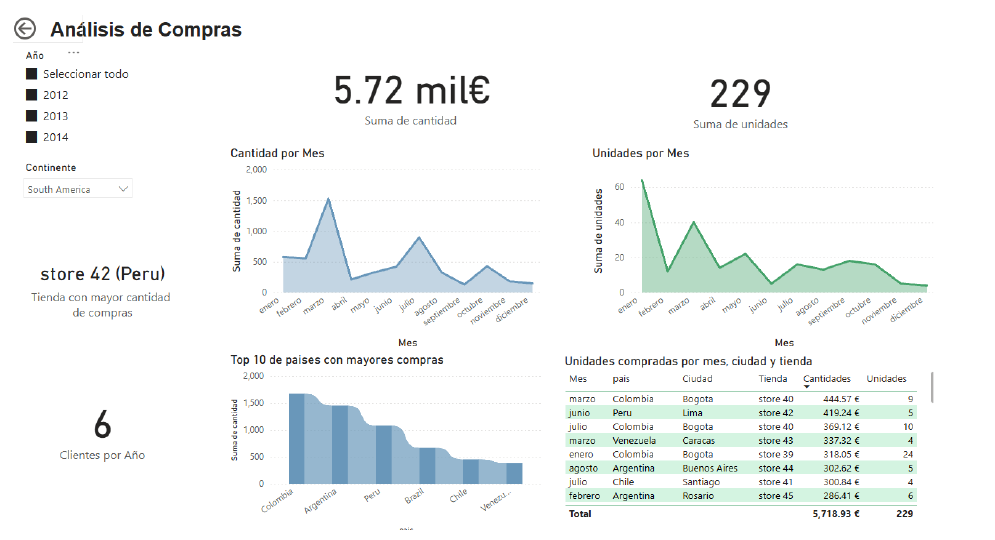 Análisis de Compras
Año
...
Seleccionar todo
2012
2013
2014
Continente
South America
store 42 (Peru)
Tienda con mayor cantidad
de compras
6
Clientes por Año
5.72 mil€
Suma de cantidad
229
Suma de unidades
Cantidad por Mes
Suma de cantidad
2,000
1,500
1,000
500
0
enero
febrero
marzo
abril
mayo
junio
julio
agosto
septiembre
octubre
noviembre
diciembre
Mes
Unidades por Mes
Suma de unidades
60
40
20
0
enero
febrero
marzo
abril
mayo
junio
julio
agosto
septiembre
octubre
noviembre
diciembre
Mes
Top 10 de paises con mayores compras
Suma de cantidad
2,000
1,500
1,000
500
0
Colombia
Argentina
Peru
Brazil
Chile
Venezu...
Unidades compradas por mes, ciudad y tienda
Mes pais Ciudad Tienda Cantidades Unidades
marzo Colombia Bogota store 40 444.57 € 9
junio Peru Lima store 42 419.24 € 5
julio Colombia Bogota store 40 369.12 € 10
marzo Venezuela Caracas store 43 337.32 € 4
enero Colombia Bogota store 39 318.05 € 24
agosto Argentina Buenos Aires store 44 302.62 € 5
julio Chile Santiago store 41 300.84 € 4
febrero Argentina Rosario store 45 286.41 € 6
Total 5,718.93 € 229